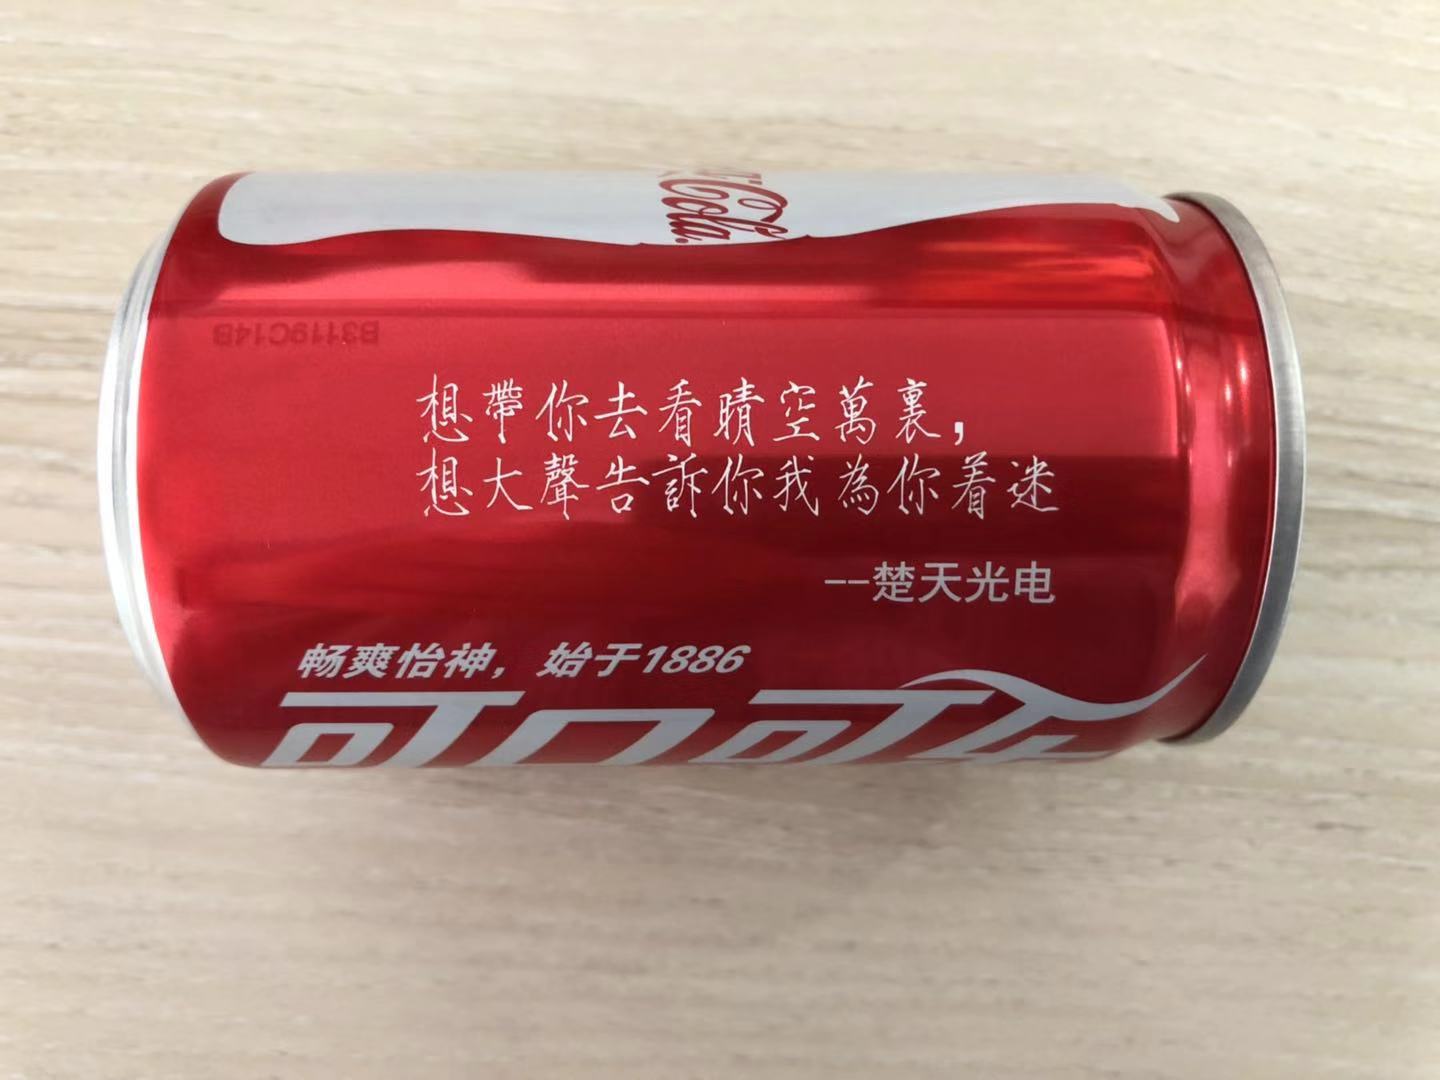 Cola
B3119C14B
想帶你去看晴空萬裏，
想大聲告訴你我為你着迷
--楚天光电
畅爽怡神，始于1886
可口可乐